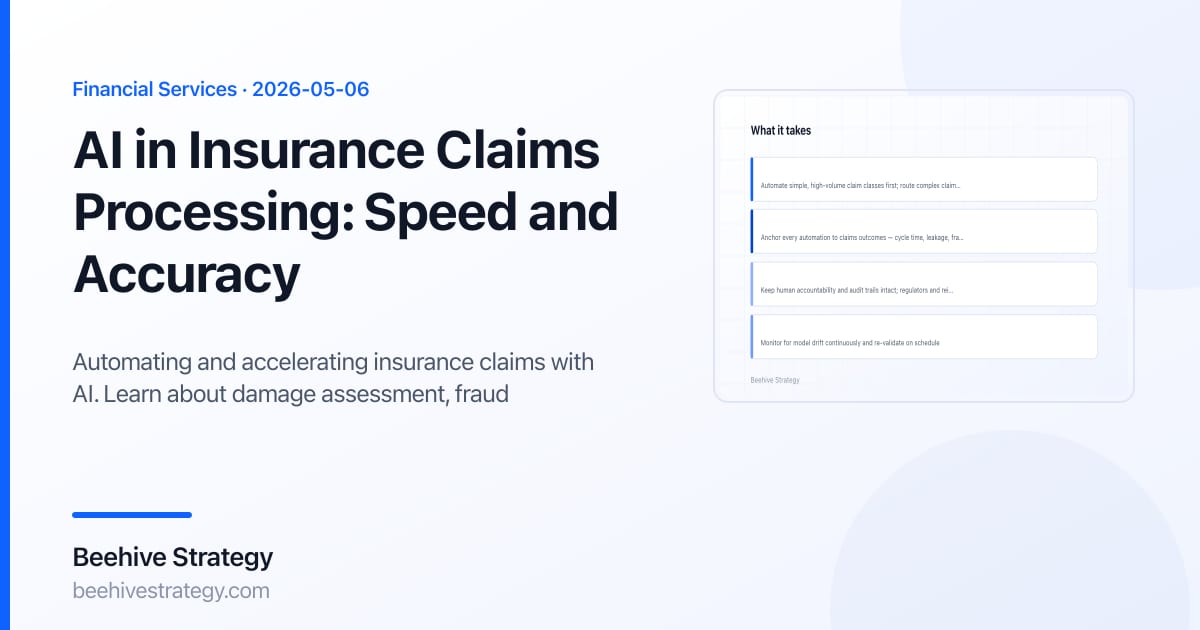 Financial Services · 2026-05-06
AI in Insurance Claims
Processing: Speed and
Accuracy
Automating and accelerating insurance claims with
AI. Learn about damage assessment, fraud
Beehive Strategy
beehivestrategy.com
What it takes
Automate simple, high-volume claim classes first; route complex claim...
Anchor every automation to claims outcomes — cycle time, leakage, fra...
Keep human accountability and audit trails intact; regulators and rei...
Monitor for model drift continuously and re-validate on schedule
Beehive Strategy